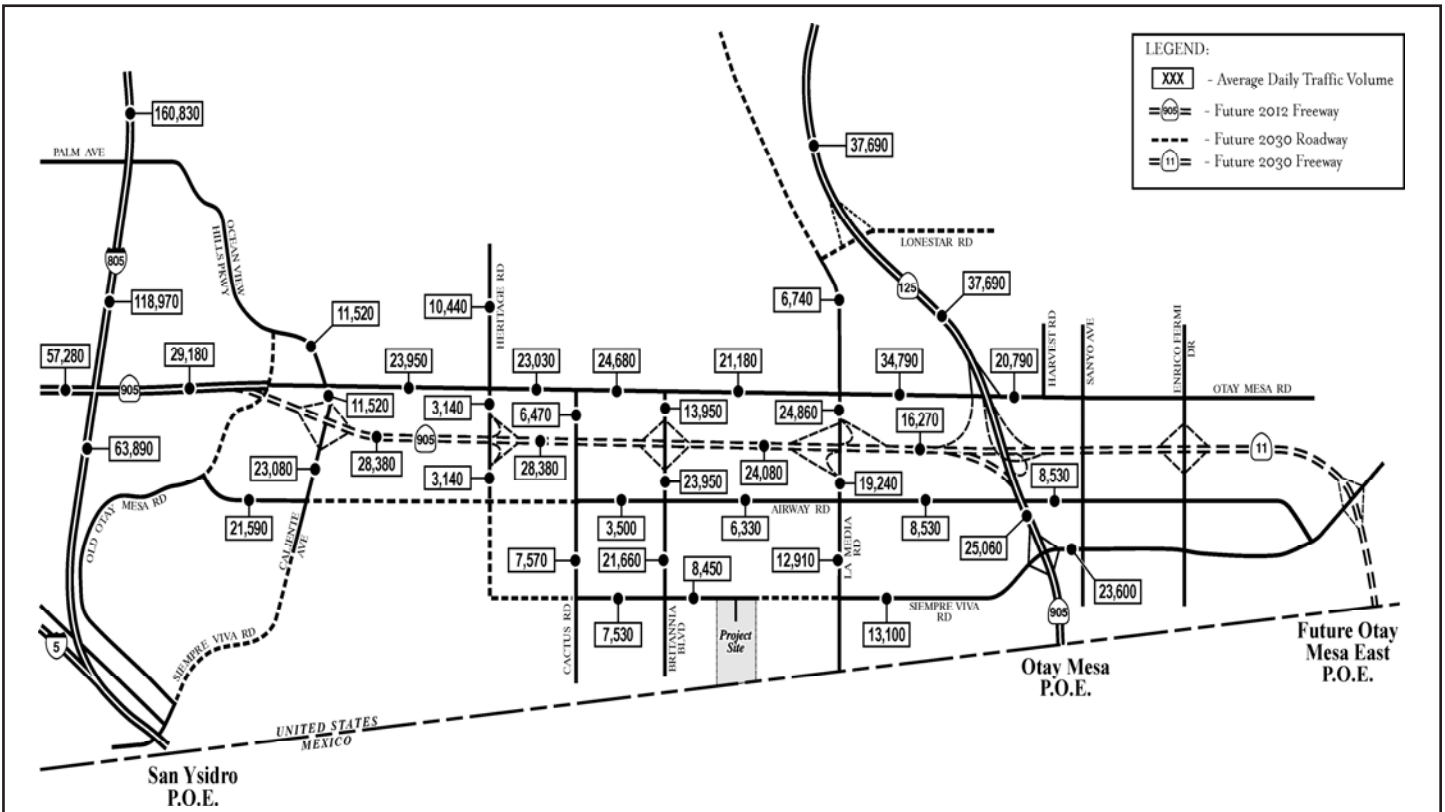 LEGEND:
XXX - Average Daily Traffic Volume
905 - Future 2012 Freeway
- Future 2030 Roadway
11 - Future 2030 Freeway
160,830
PALM AVE
37,690
OCEAN VIEW
HILLS PKWY
LONESTAR RD
805
118,970
11,520
10,440
HERITAGE RD
6,740
125
37,690
HARVEST RD
SANYO AVE
ENRICO FERMI
DR
57,280
29,180
23,950
23,030
24,680
21,180
34,790
20,790
905
OTAY MESA RD
11,520
3,140
6,470
13,950
24,860
16,270
63,890
23,080
28,380
905
3,140
28,380
23,950
24,080
19,240
8,530
11
OLD OTAY MESA RD
21,590
CALIENTE
AVE
3,500
6,330
AIRWAY RD
8,530
25,060
7,570
21,660
8,450
12,910
LA MEDIA
RD
23,600
SIEMPRE VIVA RD
CACTUS RD
7,530
BRITANNIA
BLVD
Project
Site
13,100
SIEMPRE VIVA
RD
905
5
Future Otay
Mesa East
P.O.E.
Otay Mesa
P.O.E.
UNITED STATES
MEXICO
San Ysidro
P.O.E.